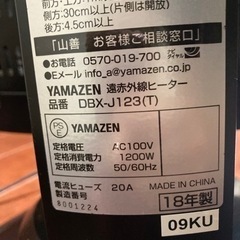 側方:30cm以上(片側は開放)
後方:4.5cm以上
「山善 お客様ご相談窓口」
●お電話 0570-019-700
●Eメール info_a@yamazen.co.jp
YAMAZEN 遠赤外線ヒーター
品番 DBX-J123(T)
PS
E
YAMAZEN
定格電圧 AC100V
定格消費電力 1200W
定格周波数 50/60Hz
電流ヒューズ 20A
製造番号
8001224
MADE IN CHINA
18年製
09KU